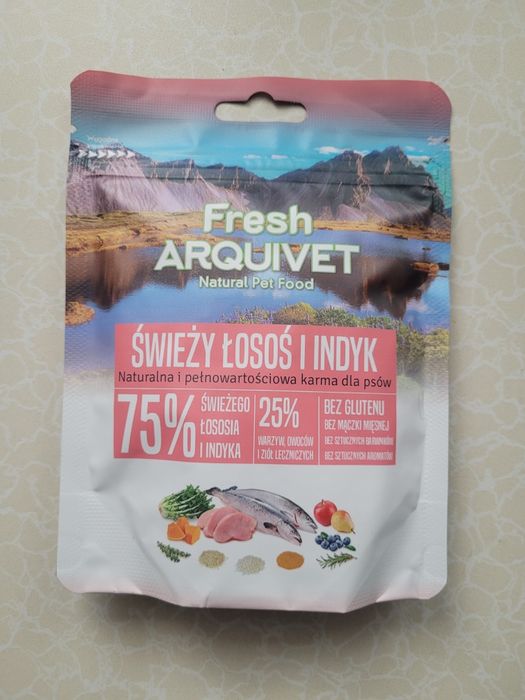 Wygodne
Fresh
ARQUIVET
Natural Pet Food
ŚWIEŻY ŁOSOŚ I INDYK
Naturalna i pełnowartościowa karma dla psów
75%
ŚWIEŻEGO
ŁOSOSIA
I INDYKA
25%
WARZYW, OWOCÓW
I ZIÓŁ LECZNICZYCH
BEZ GLUTENU
BEZ MĄCZKI MIĘSNEJ
BEZ SZTUCZNYCH BARWNIKÓW
BEZ SZTUCZNYCH AROMATÓW